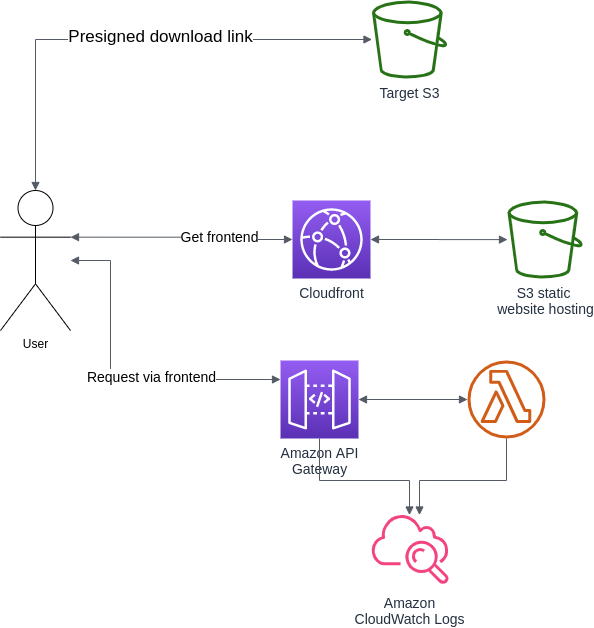 Presigned download link
Target S3
Get frontend
Cloudfront
S3 static
website hosting
User
Request via frontend
Amazon API
Gateway
Amazon
CloudWatch Logs